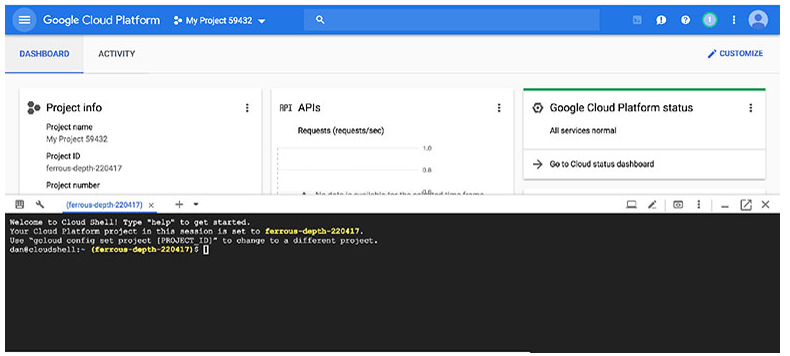 Google Cloud Platform My Project 59432
1
DASHBOARD ACTIVITY CUSTOMIZE
Project info
Project name
My Project 59432
Project ID
ferrous-depth-220417
Project number
API APIs
Requests (requests/sec)
1.0
0.8
0.6
No data is available for the selected time frame
Google Cloud Platform status
All services normal
Go to Cloud status dashboard
(ferrous-depth-220417) × +
Welcome to Cloud Shell! Type "help" to get started.
Your Cloud Platform project in this session is set to ferrous-depth-220417.
Use "gcloud config set project [PROJECT_ID]" to change to a different project.
dan@cloudshell:~ (ferrous-depth-220417)$